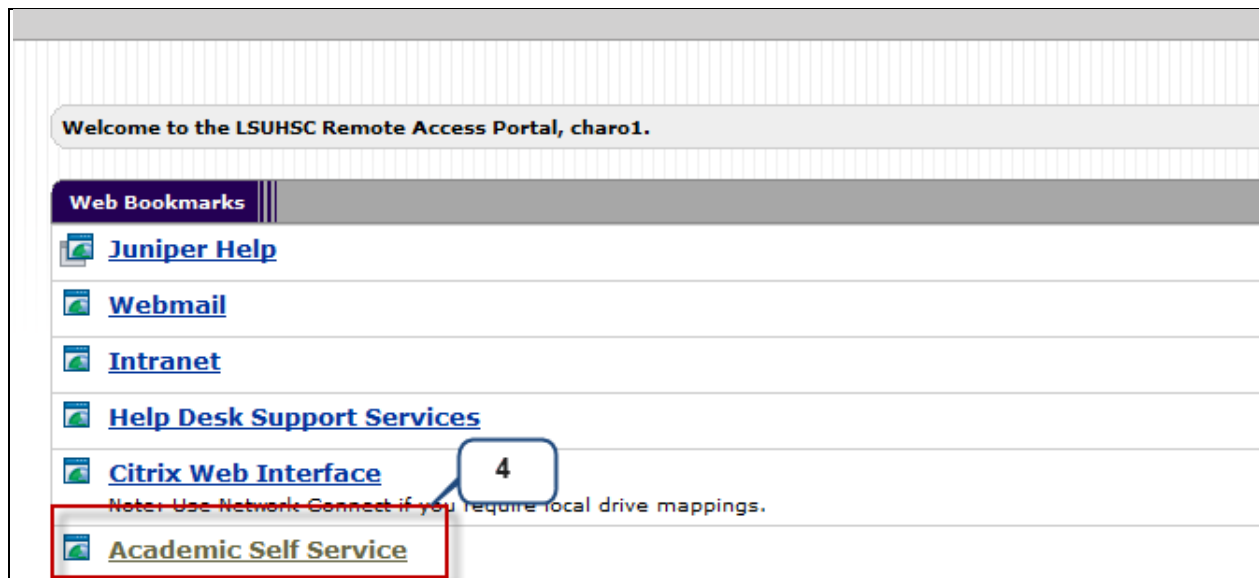 Welcome to the LSUHSC Remote Access Portal, charo1.
Web Bookmarks
Juniper Help
Webmail
Intranet
Help Desk Support Services
Citrix Web Interface
4
Note: Use Network Connect if you require local drive mappings.
Academic Self Service